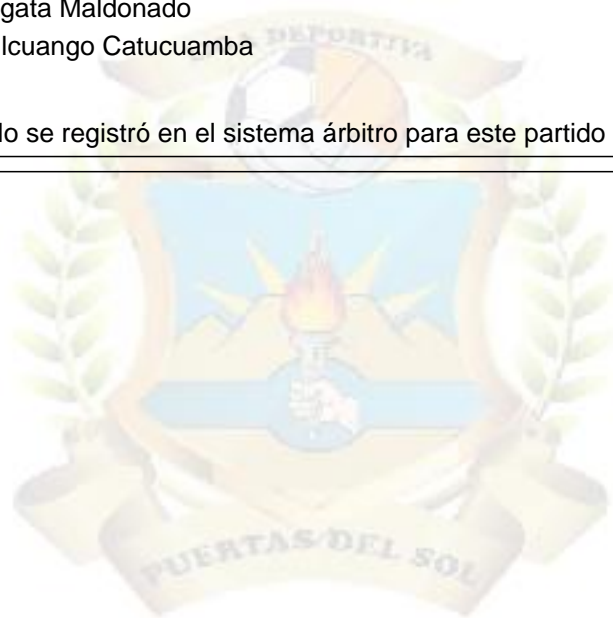 gata Maldonado
lcuango Catucuamba
DEPORTIVA
lo se registró en el sistema árbitro para este partido
PUERTAS DEL SOL